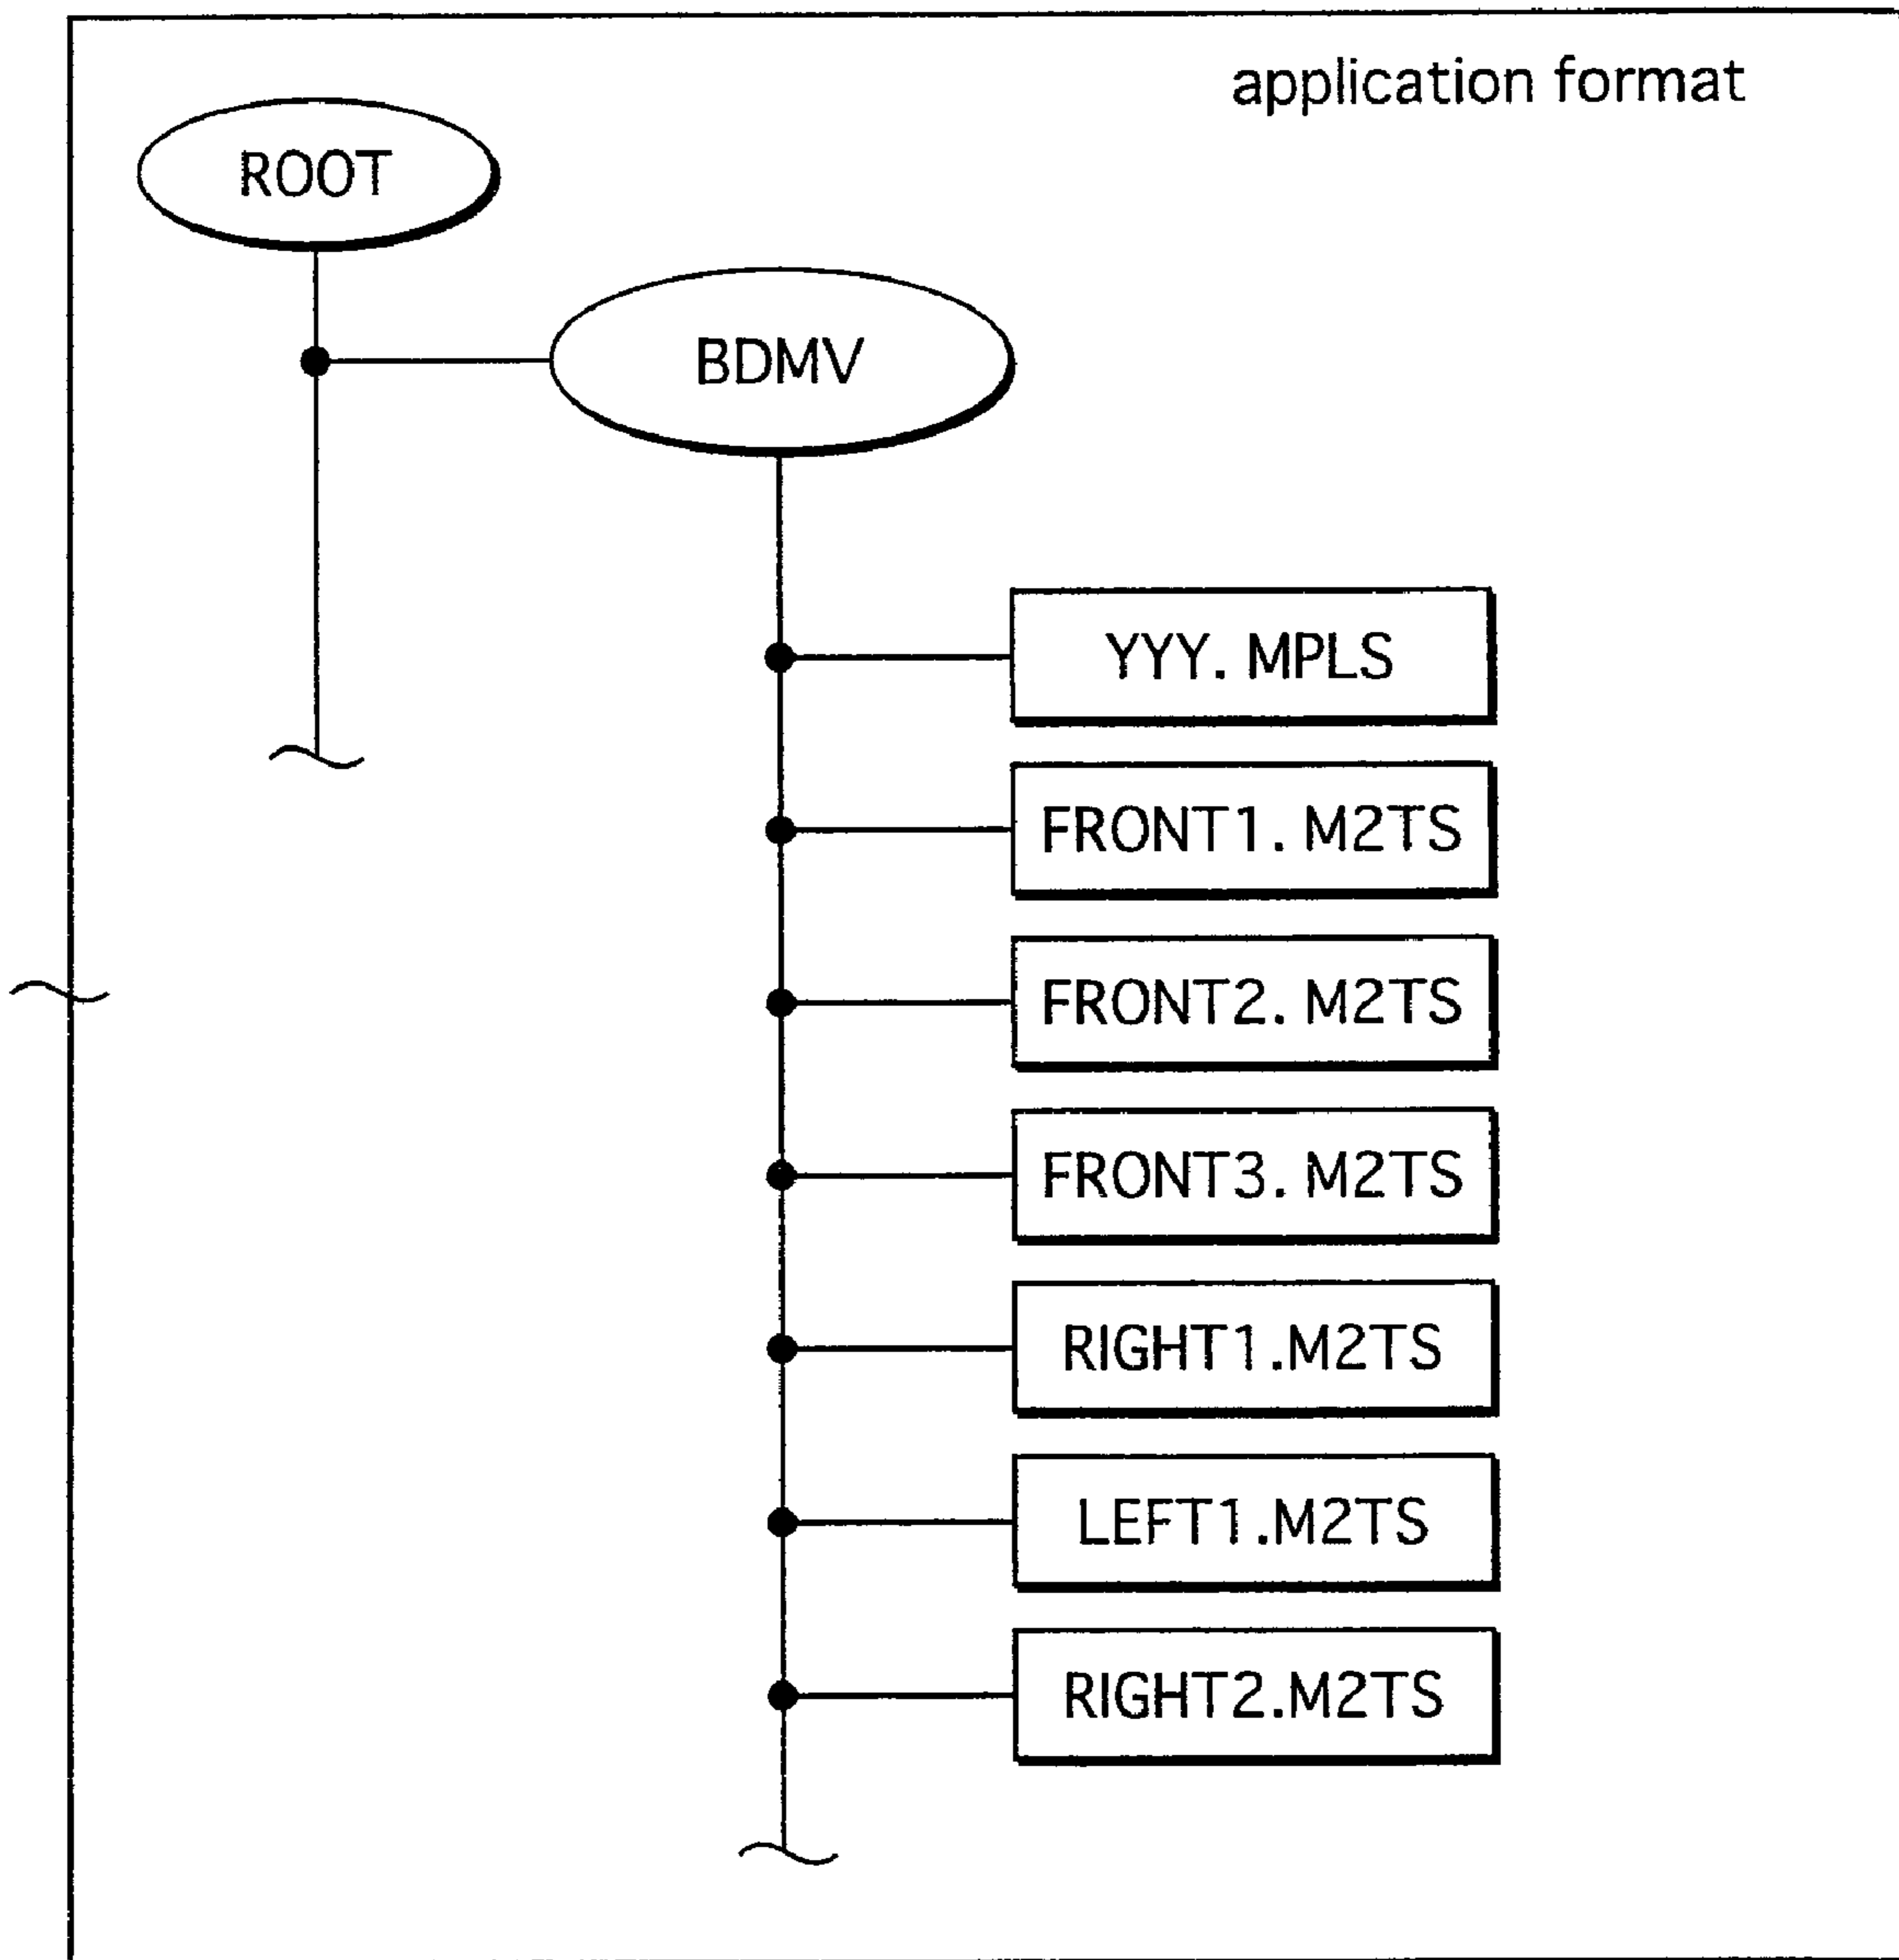 application format
ROOT
BDMV
YYY. MPLS
FRONT1. M2TS
FRONT2. M2TS
FRONT3. M2TS
RIGHT1.M2TS
LEFT1.M2TS
RIGHT2.M2TS